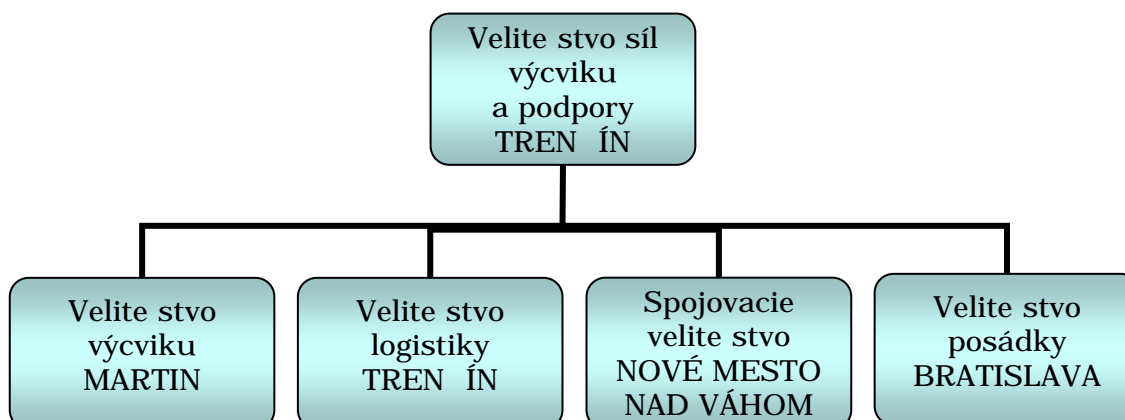 Velite stvo síl
výcviku
a podpory
TREN ÍN
Velite stvo
výcviku
MARTIN
Velite stvo
logistiky
TREN ÍN
Spojovacie
velite stvo
NOVÉ MESTO
NAD VÁHOM
Velite stvo
posádky
BRATISLAVA